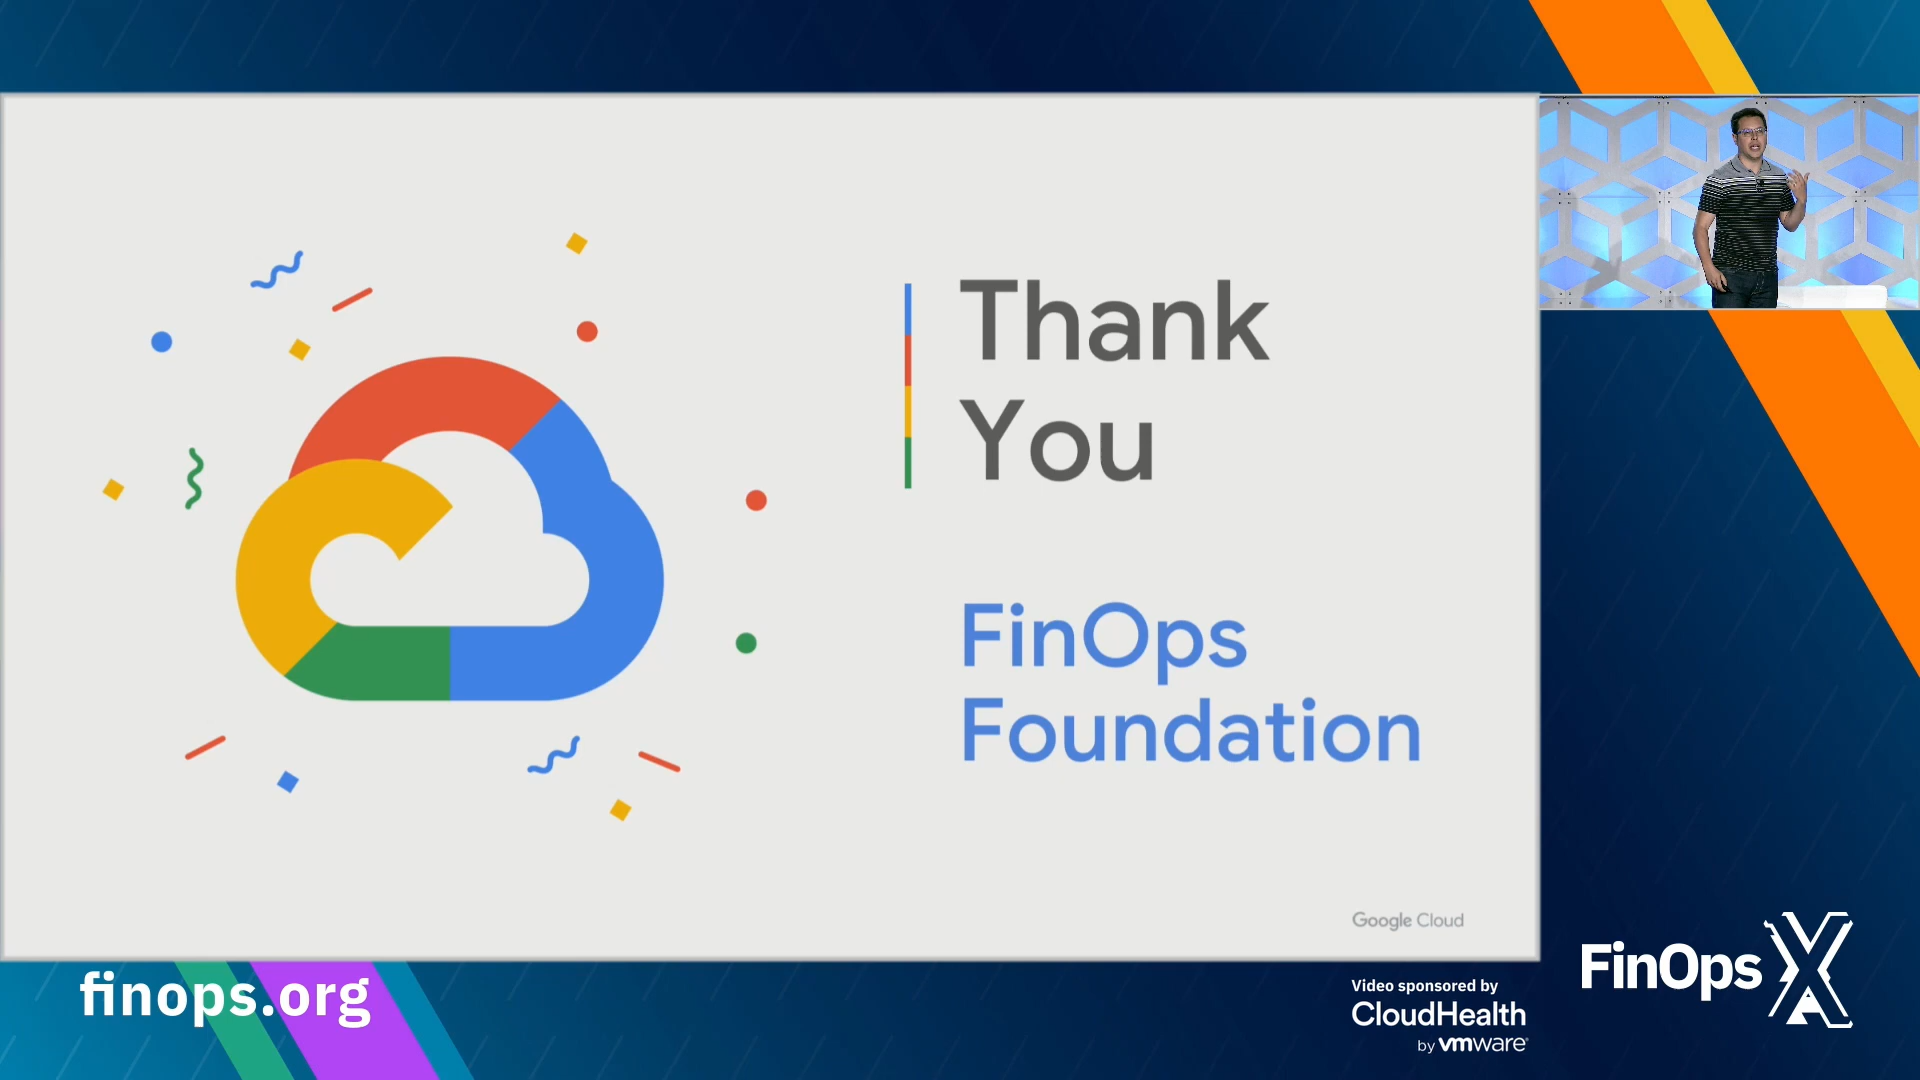 Thank
You
FinOps
Foundation
Google Cloud
finops.org
Video sponsored by
CloudHealth
by vmware®
FinOps X